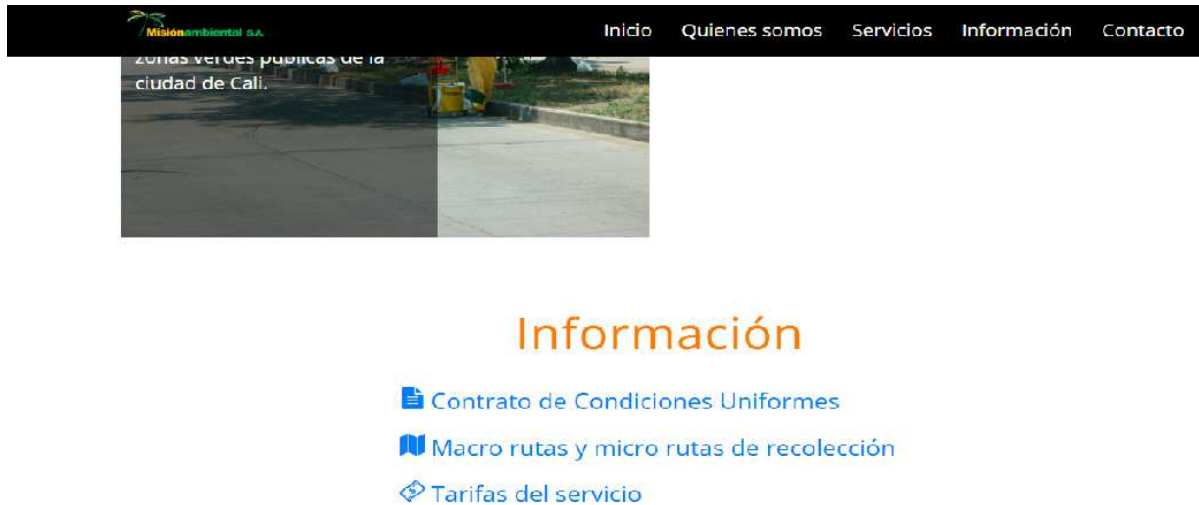 Misiónambiental S.A.
Inicio Quienes somos Servicios Información Contacto
zonas verdes públicas de la
ciudad de Cali.
Información
Contrato de Condiciones Uniformes
Macro rutas y micro rutas de recolección
Tarifas del servicio